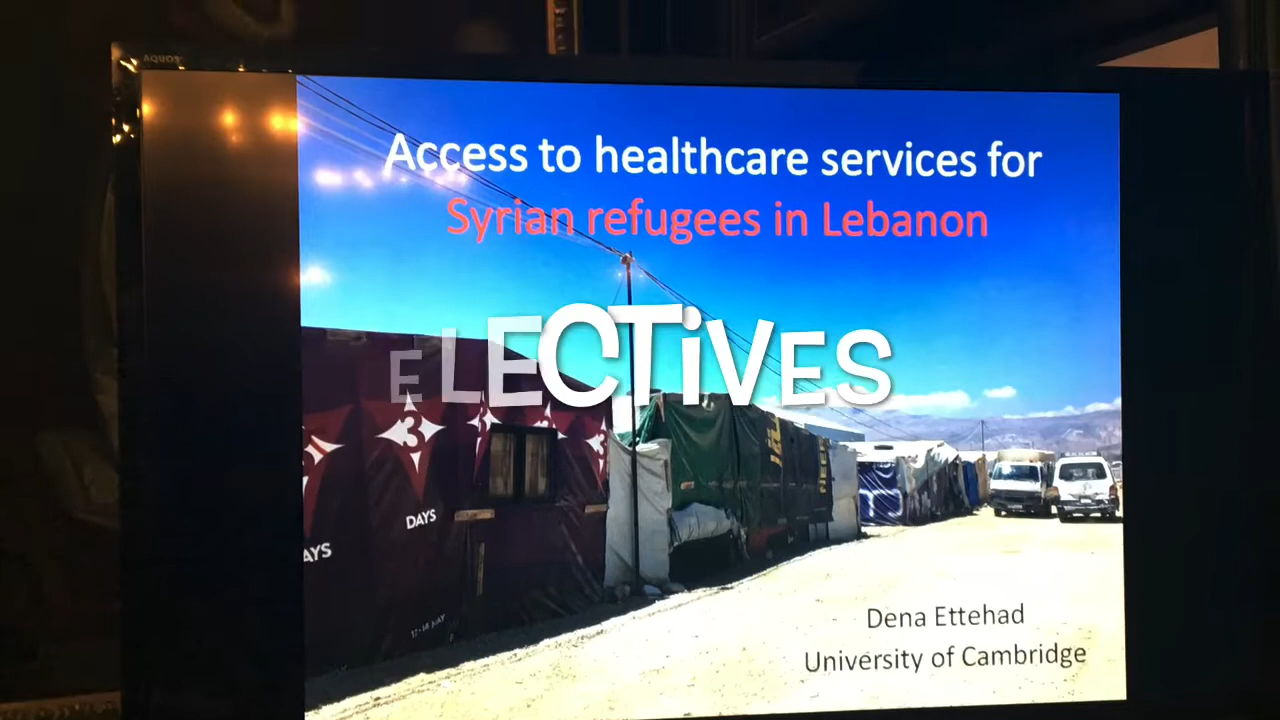 Access to healthcare services for
Syrian refugees in Lebanon
ELECTiVES
3
DAYS
AYS
Dena Ettehad
University of Cambridge